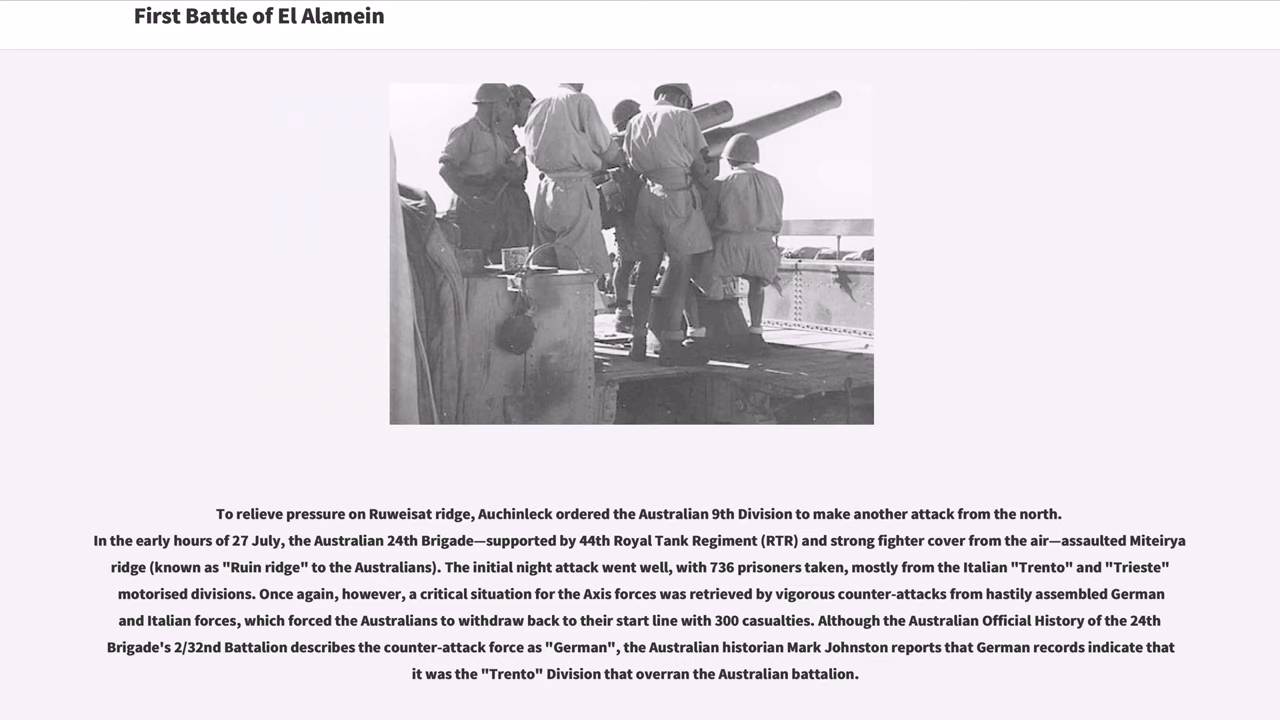 First Battle of El Alamein
To relieve pressure on Ruweisat ridge, Auchinleck ordered the Australian 9th Division to make another attack from the north.
In the early hours of 27 July, the Australian 24th Brigade—supported by 44th Royal Tank Regiment (RTR) and strong fighter cover from the air—assaulted Miteirya
ridge (known as "Ruin ridge" to the Australians). The initial night attack went well, with 736 prisoners taken, mostly from the Italian "Trento" and "Trieste"
motorised divisions. Once again, however, a critical situation for the Axis forces was retrieved by vigorous counter-attacks from hastily assembled German
and Italian forces, which forced the Australians to withdraw back to their start line with 300 casualties. Although the Australian Official History of the 24th
Brigade's 2/32nd Battalion describes the counter-attack force as "German", the Australian historian Mark Johnston reports that German records indicate that
it was the "Trento" Division that overran the Australian battalion.